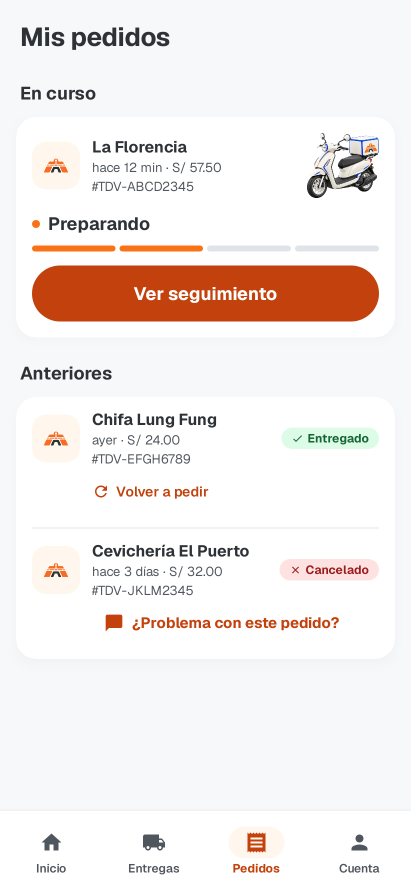 Mis pedidos
En curso
La Florencia
hace 12 min · S/ 57.50
#TDV-ABCD2345
Preparando
Ver seguimiento
Anteriores
Chifa Lung Fung
ayer · S/ 24.00
#TDV-EFGH6789
Entregado
Volver a pedir
Cevichería El Puerto
hace 3 días · S/ 32.00
#TDV-JKLM2345
Cancelado
¿Problema con este pedido?
Inicio
Entregas
Pedidos
Cuenta